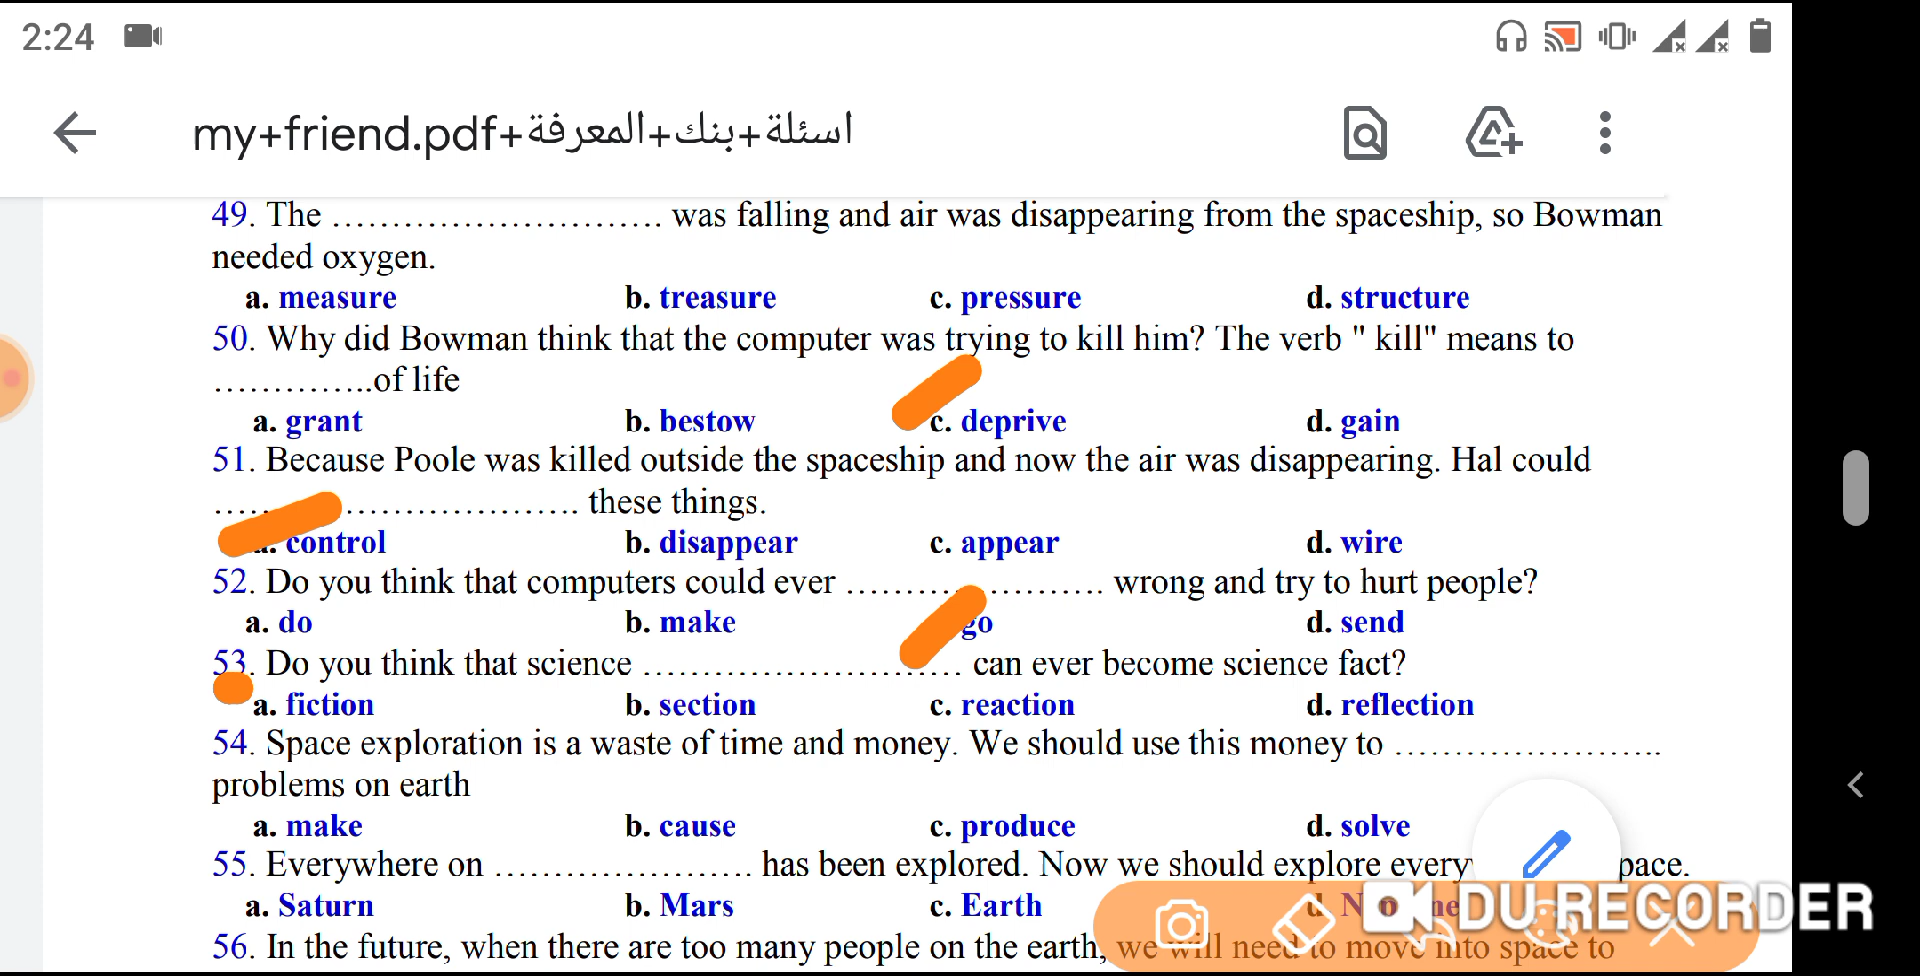 2:24
my+friend.pdf+اسئلة+بنك+المعرفة
49. The ............................ was falling and air was disappearing from the spaceship, so Bowman
needed oxygen.
a. measure b. treasure c. pressure d. structure
50. Why did Bowman think that the computer was trying to kill him? The verb " kill" means to
..............of life
a. grant b. bestow c. deprive d. gain
51. Because Poole was killed outside the spaceship and now the air was disappearing. Hal could
............................... these things.
control b. disappear c. appear d. wire
52. Do you think that computers could ever ...................... wrong and try to hurt people?
a. do b. make go d. send
53. Do you think that science ........................... can ever become science fact?
a. fiction b. section c. reaction d. reflection
54. Space exploration is a waste of time and money. We should use this money to .......................
problems on earth
a. make b. cause c. produce d. solve
55. Everywhere on ...................... has been explored. Now we should explore
a. Saturn b. Mars c. Earth d.
DU RECORDER
56. In the future, when there are too many people on the earth, we will need to move into space to